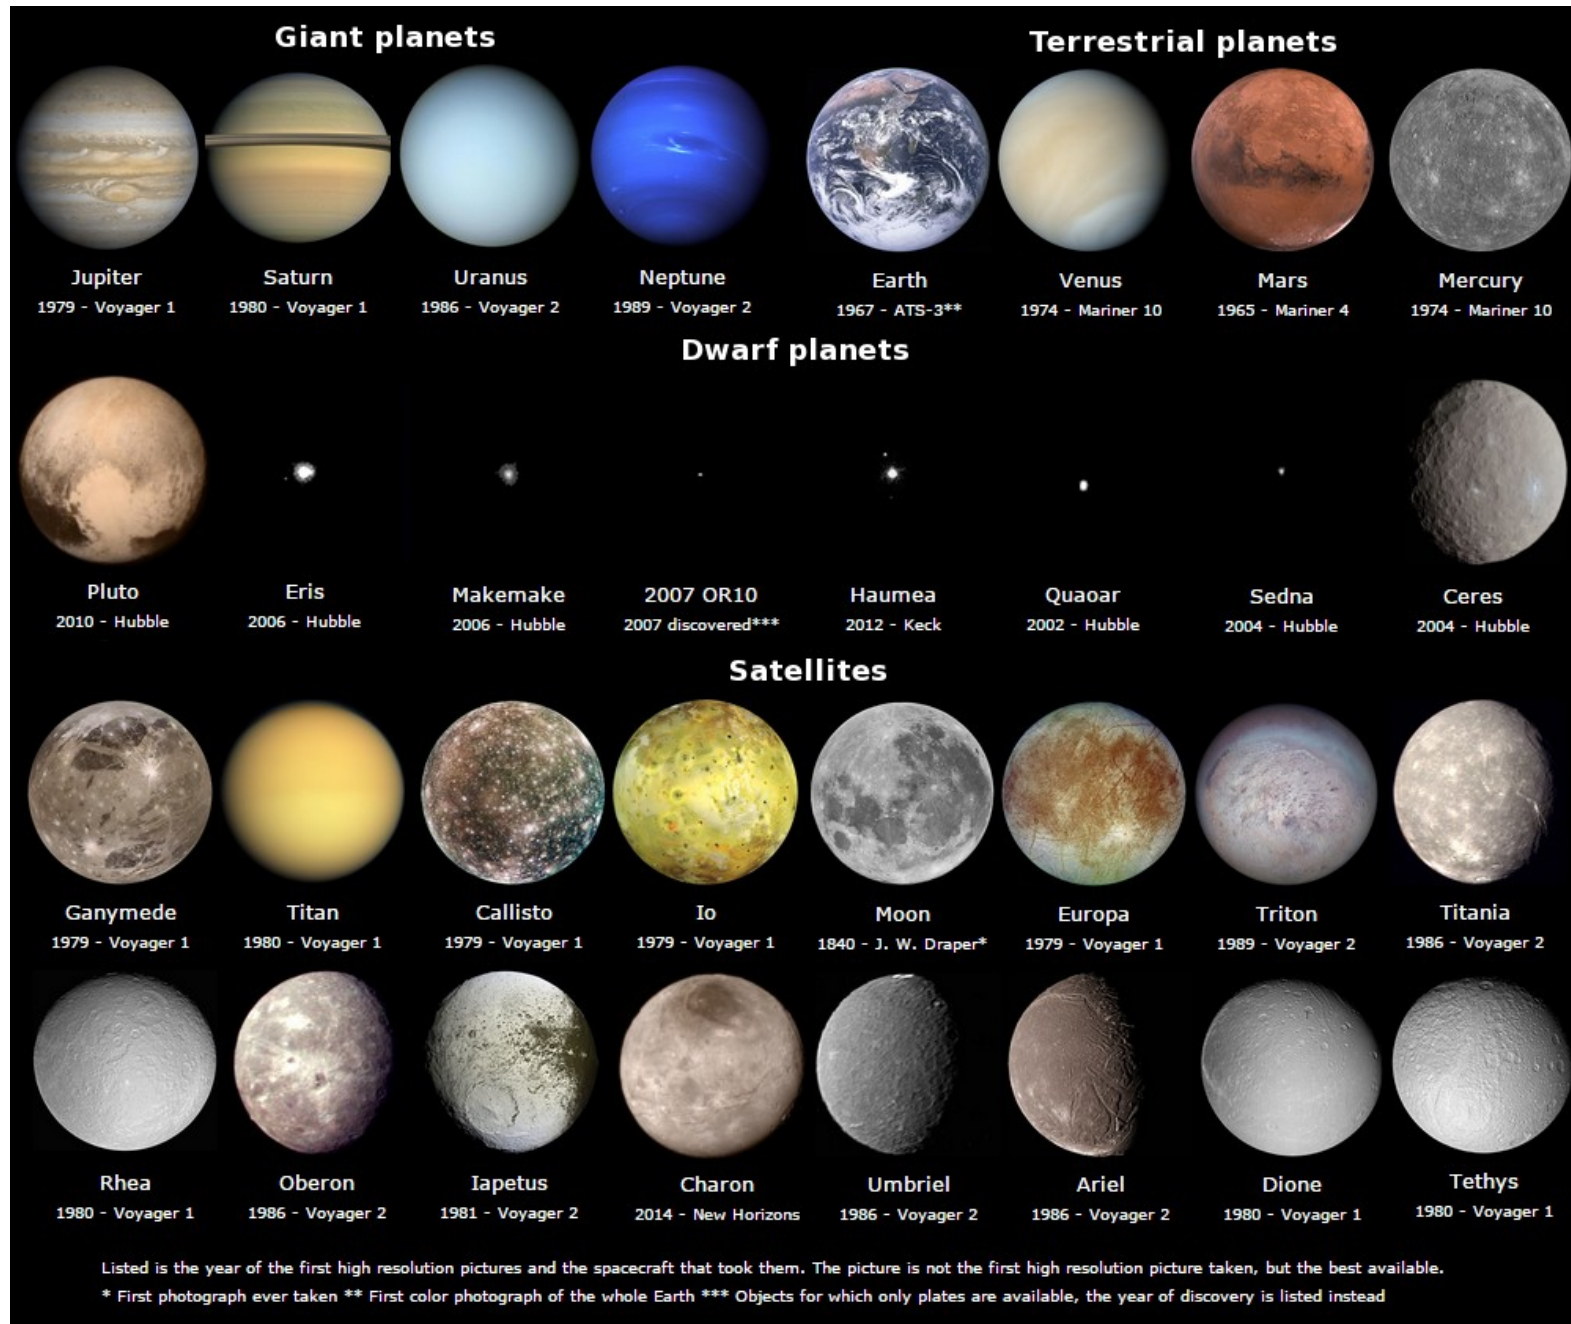 Giant planets
Terrestrial planets
Jupiter
1979 - Voyager 1
Saturn
1980 - Voyager 1
Uranus
1986 - Voyager 2
Neptune
1989 - Voyager 2
Earth
1967 - ATS-3**
Venus
1974 - Mariner 10
Mars
1965 - Mariner 4
Mercury
1974 - Mariner 10
Dwarf planets
Pluto
2010 - Hubble
Eris
2006 - Hubble
Makemake
2006 - Hubble
2007 OR10
2007 discovered***
Haumea
2012 - Keck
Quaoar
2002 - Hubble
Sedna
2004 - Hubble
Ceres
2004 - Hubble
Satellites
Ganymede
1979 - Voyager 1
Titan
1980 - Voyager 1
Callisto
1979 - Voyager 1
Io
1979 - Voyager 1
Moon
1840 - J. W. Draper*
Europa
1979 - Voyager 1
Triton
1989 - Voyager 2
Titania
1986 - Voyager 2
Rhea
1980 - Voyager 1
Oberon
1986 - Voyager 2
Iapetus
1981 - Voyager 2
Charon
2014 - New Horizons
Umbriel
1986 - Voyager 2
Ariel
1986 - Voyager 2
Dione
1980 - Voyager 1
Tethys
1980 - Voyager 1
Listed is the year of the first high resolution pictures and the spacecraft that took them. The picture is not the first high resolution picture taken, but the best available.
* First photograph ever taken ** First color photograph of the whole Earth *** Objects for which only plates are available, the year of discovery is listed instead